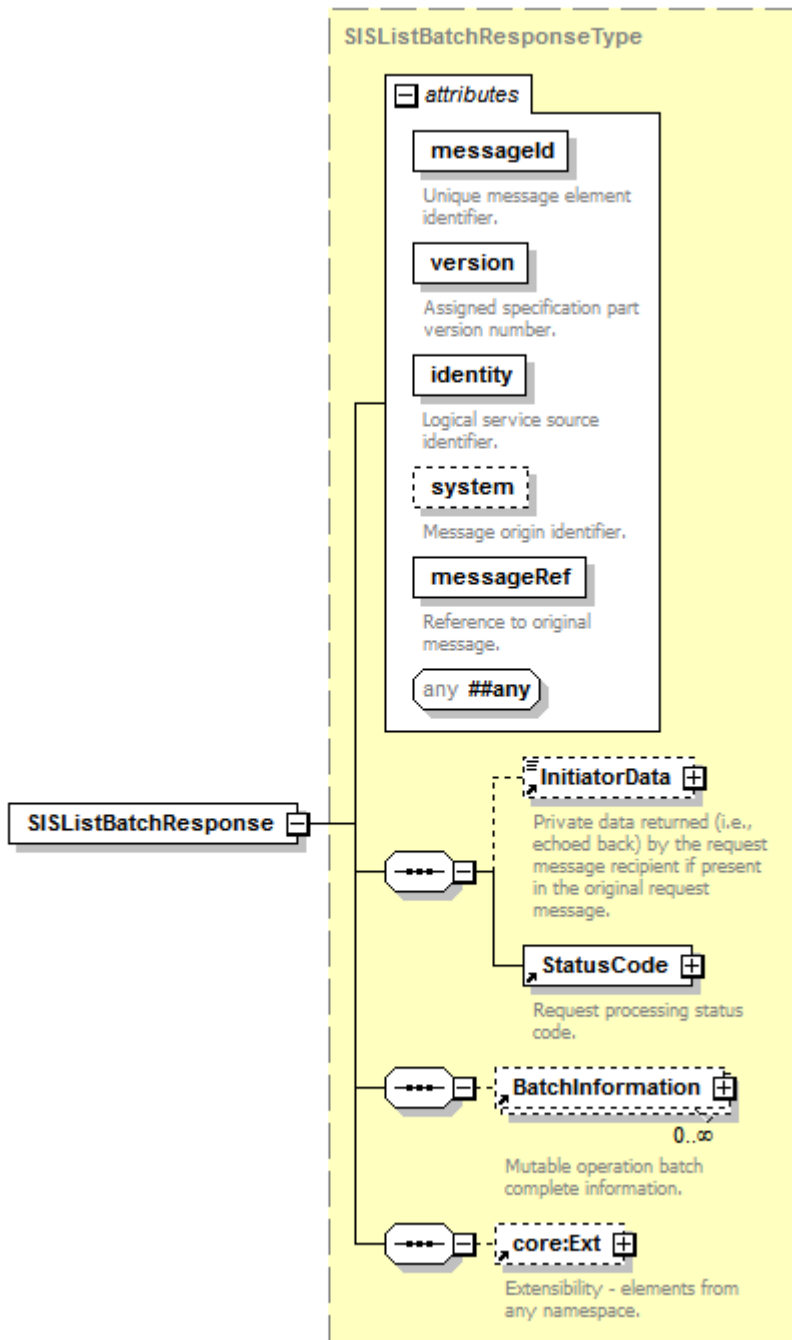 SISListBatchResponseType
attributes
messageId
Unique message element
identifier.
version
Assigned specification part
version number.
identity
Logical service source
identifier.
system
Message origin identifier.
messageRef
Reference to original
message.
any ##any
SISListBatchResponse
InitiatorData
Private data returned (i.e.,
echoed back) by the request
message recipient if present
in the original request
message.
StatusCode
Request processing status
code.
BatchInformation
0..∞
Mutable operation batch
complete information.
core:Ext
Extensibility - elements from
any namespace.